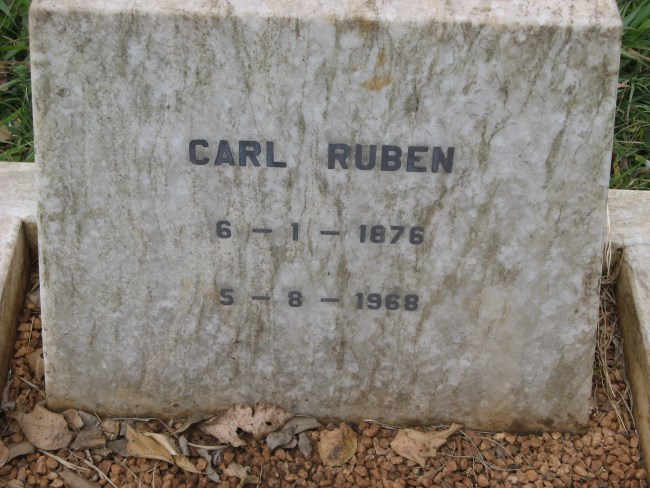 CARL RUBEN
6 – 1 – 1876
5 – 8 – 1968